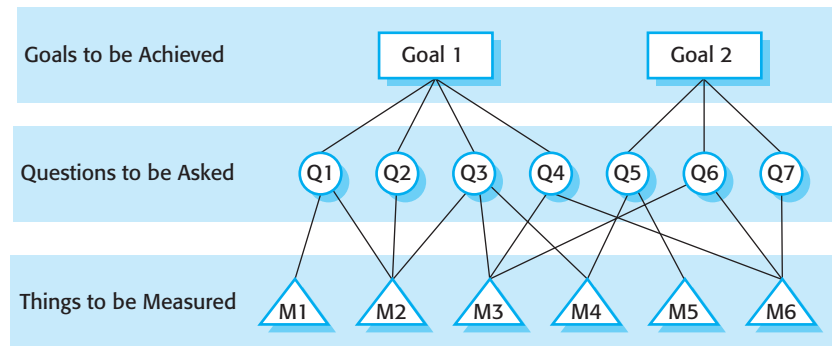 Goals to be Achieved Goal 1 Goal 2
Questions to be Asked Q1 Q2 Q3 Q4 Q5 Q6 Q7
Things to be Measured M1 M2 M3 M4 M5 M6